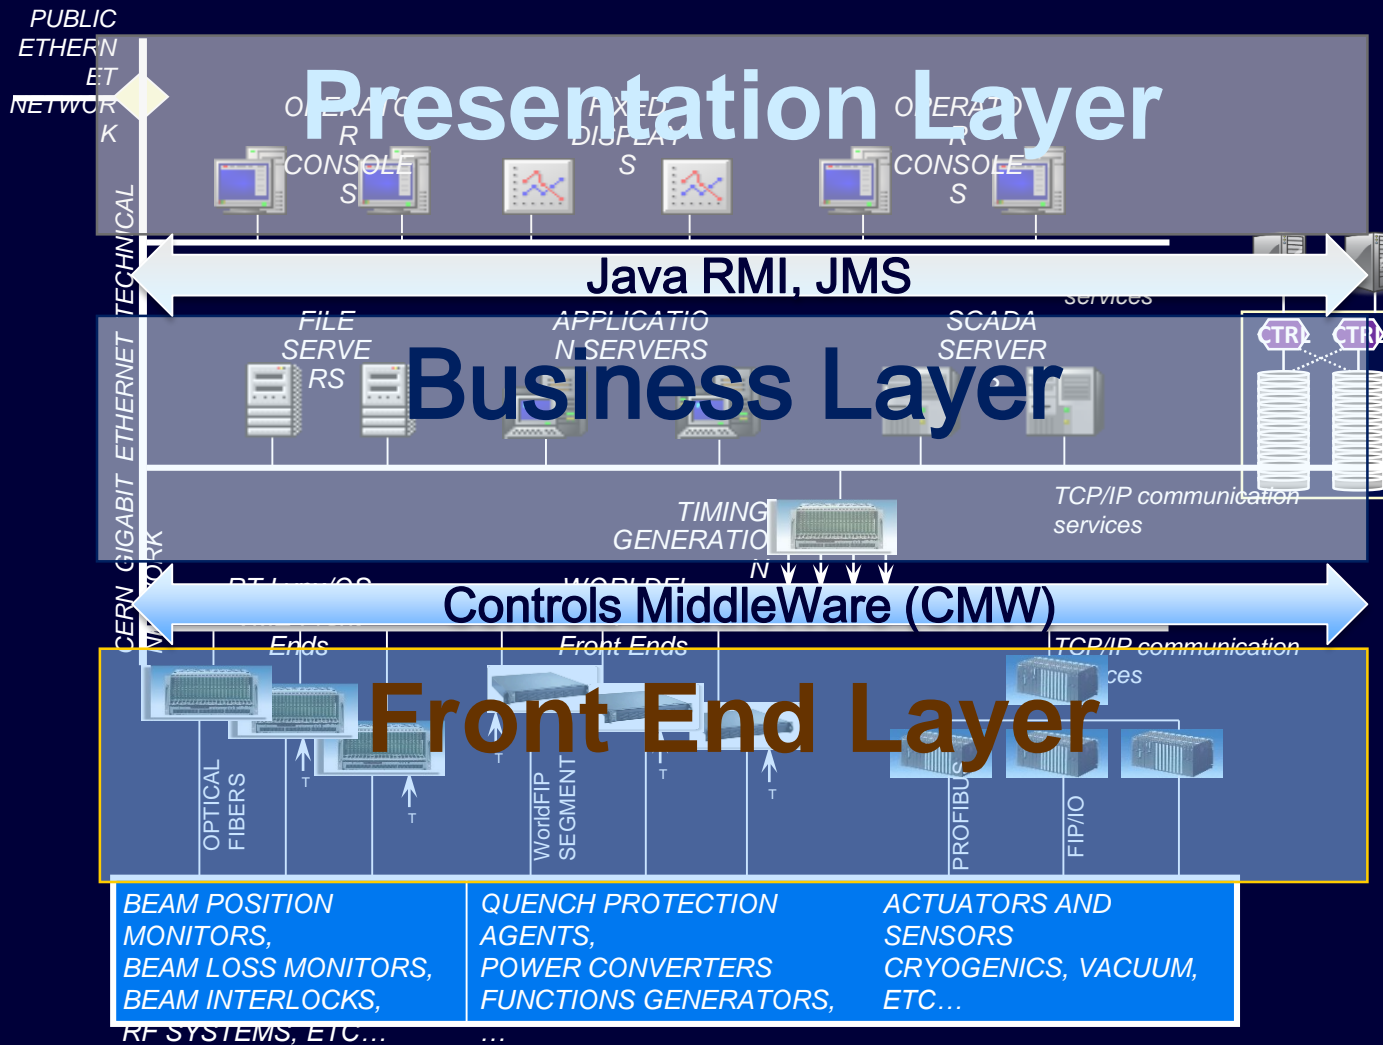 PUBLIC
ETHERN
ET
NETWOR
K
Presentation Layer
OPERATO
R
CONSOLE
S
FIXED
DISPLAY
S
OPERATO
R
CONSOLE
S
Java RMI, JMS
services
CERN GIGABIT ETHERNET TECHNICAL
NETWORK
FILE
SERVE
RS
APPLICATIO
N SERVERS
SCADA
SERVER
CTRL
CTRL
Business Layer
TIMING
GENERATIO
N
TCP/IP communication
services
Controls MiddleWare (CMW)
Ends
Front Ends
TCP/IP communication
Front End Layer
T
T
T
T
T
OPTICAL
FIBERS
WorldFIP
SEGMENT
PROFIBUS
FIP/IO
BEAM POSITION
MONITORS,
BEAM LOSS MONITORS,
BEAM INTERLOCKS,
RF SYSTEMS, ETC…
QUENCH PROTECTION
AGENTS,
POWER CONVERTERS
FUNCTIONS GENERATORS,
…
ACTUATORS AND
SENSORS
CRYOGENICS, VACUUM,
ETC…